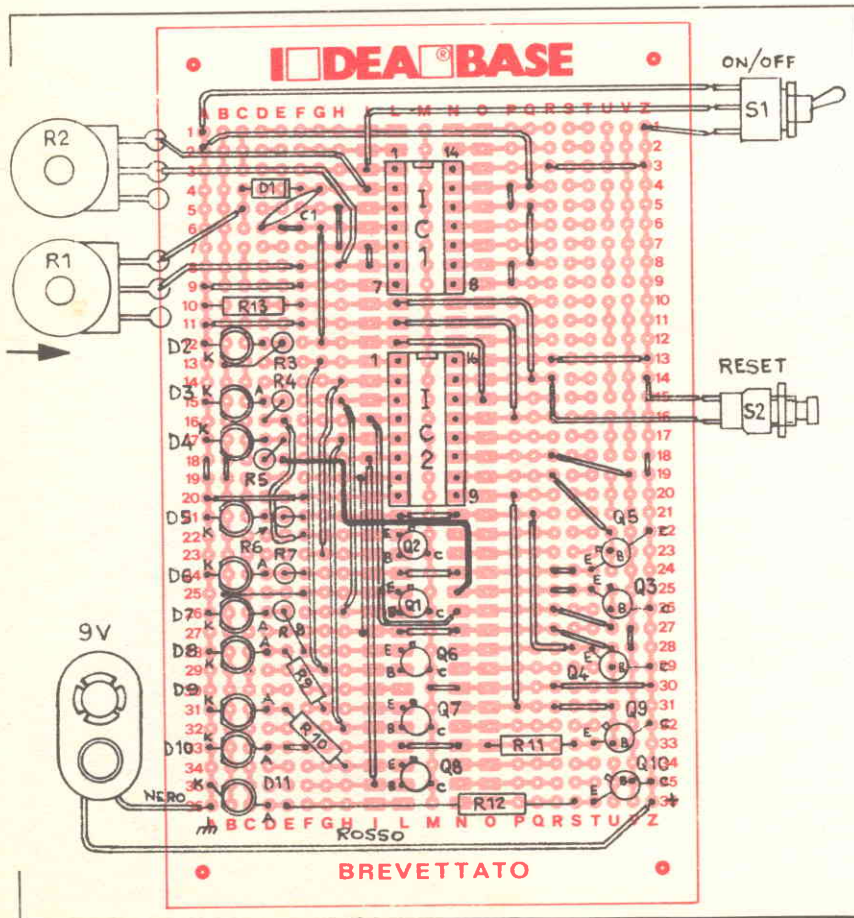 I□DEA□® BASE
ON/OFF
S1
A B C D E F G H I L M N O P Q R S T U V Z
R2
R1
D1
C1
1 14
IC1
7 8
R13
D2 K A R3
D3 K A R4
D4 K A
R5
1 16
IC2
9
RESET
S2
D5 K A
R6 R7
D6 K A
D7 K A R8
D8 K A
R9
D9 K A
R10
D10 K A
D11 K A
E Q2 B C
E Q1 B C
E Q6 B C
E Q7 B C
E Q8 B C
Q5 E B C
Q3 E B C
Q4 E B C
Q9 E B C
Q10 E B C
R11
R12
9V
NERO
ROSSO
+
1
2
3
4
5
6
7
8
9
10
11
12
13
14
15
16
17
18
19
20
21
22
23
24
25
26
27
28
29
30
31
32
33
34
35
A B C D E F G H I L M N O P Q R S T U V Z
BREVETTATO